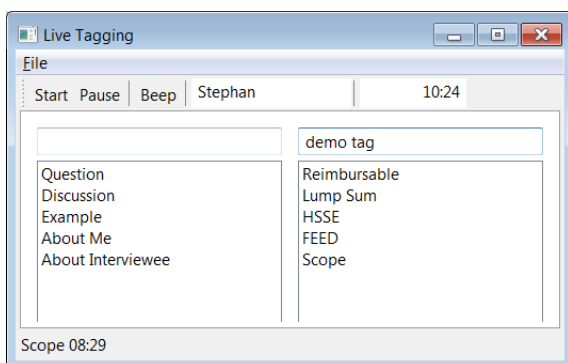 Live Tagging
File
Start Pause Beep Stephan 10:24
demo tag
Question
Discussion
Example
About Me
About Interviewee
Reimbursable
Lump Sum
HSSE
FEED
Scope
Scope 08:29